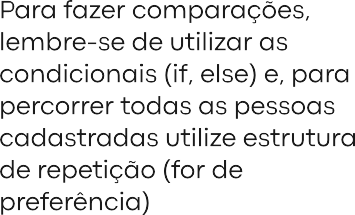 Para fazer comparações,
lembre-se de utilizar as
condicionais (if, else) e, para
percorrer todas as pessoas
cadastradas utilize estrutura
de repetição (for de
preferência)